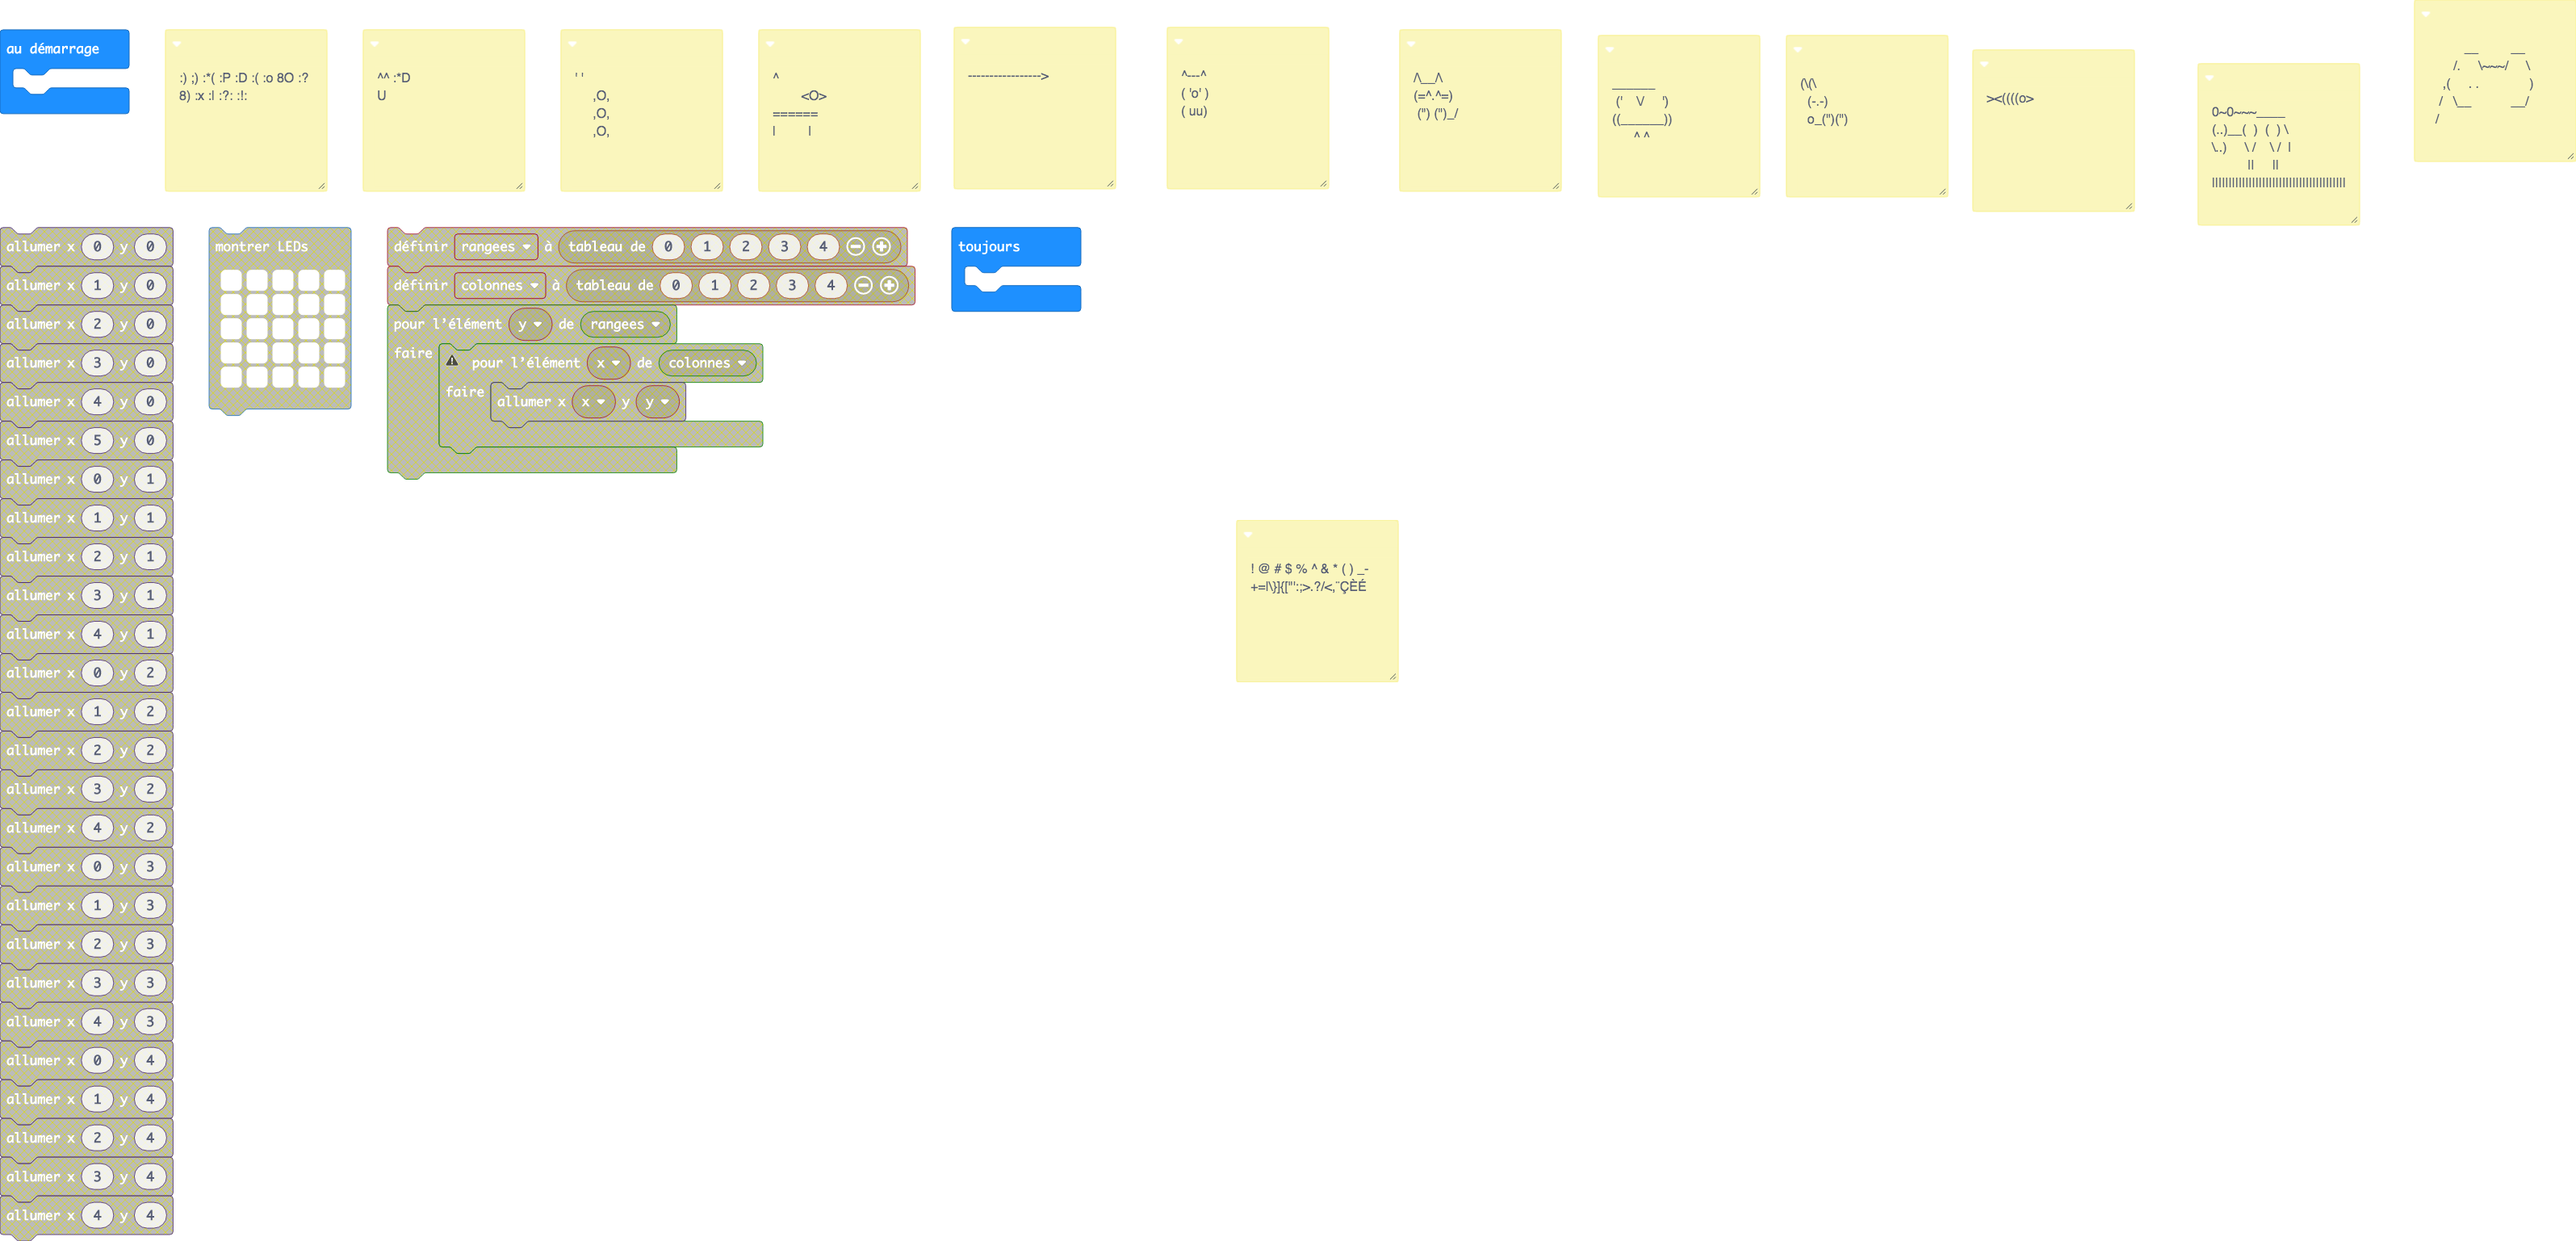 au démarrage
:) ;) :*( :P :D :( :o 8O :?
8) :x :| :?: :!:
^^ :*D
U
' '
,O,
,O,
,O,
^
<O>
======
|          |
----------------->
^---^
( 'o' )
( uu)
/\__/\
(=^.^=)
(") (")_/
______
('    \/     ')
((______))
^ ^
(\(\
(-.-)
o_(")(")
><((((o>
0~0~~~____
(..)__(  )  (  ) \
\..)     \ /    \ /  |
||     ||
||||||||||||||||||||||||||||||||||||||||
__         __
/.     \~~~/     \
,(     . .               )
/   \__           __/
/
allumer x 0 y 0
allumer x 1 y 0
allumer x 2 y 0
allumer x 3 y 0
allumer x 4 y 0
allumer x 5 y 0
allumer x 0 y 1
allumer x 1 y 1
allumer x 2 y 1
allumer x 3 y 1
allumer x 4 y 1
allumer x 0 y 2
allumer x 1 y 2
allumer x 2 y 2
allumer x 3 y 2
allumer x 4 y 2
allumer x 0 y 3
allumer x 1 y 3
allumer x 2 y 3
allumer x 3 y 3
allumer x 4 y 3
allumer x 0 y 4
allumer x 1 y 4
allumer x 2 y 4
allumer x 3 y 4
allumer x 4 y 4
montrer LEDs
définir rangees à tableau de 0 1 2 3 4
définir colonnes à tableau de 0 1 2 3 4
pour l'élément y de rangees
faire
pour l'élément x de colonnes
faire
allumer x x y y
toujours
! @ # $ % ^ & * ( ) _-
+=|\}]{["':;>.?/<,¨ÇÈÉ